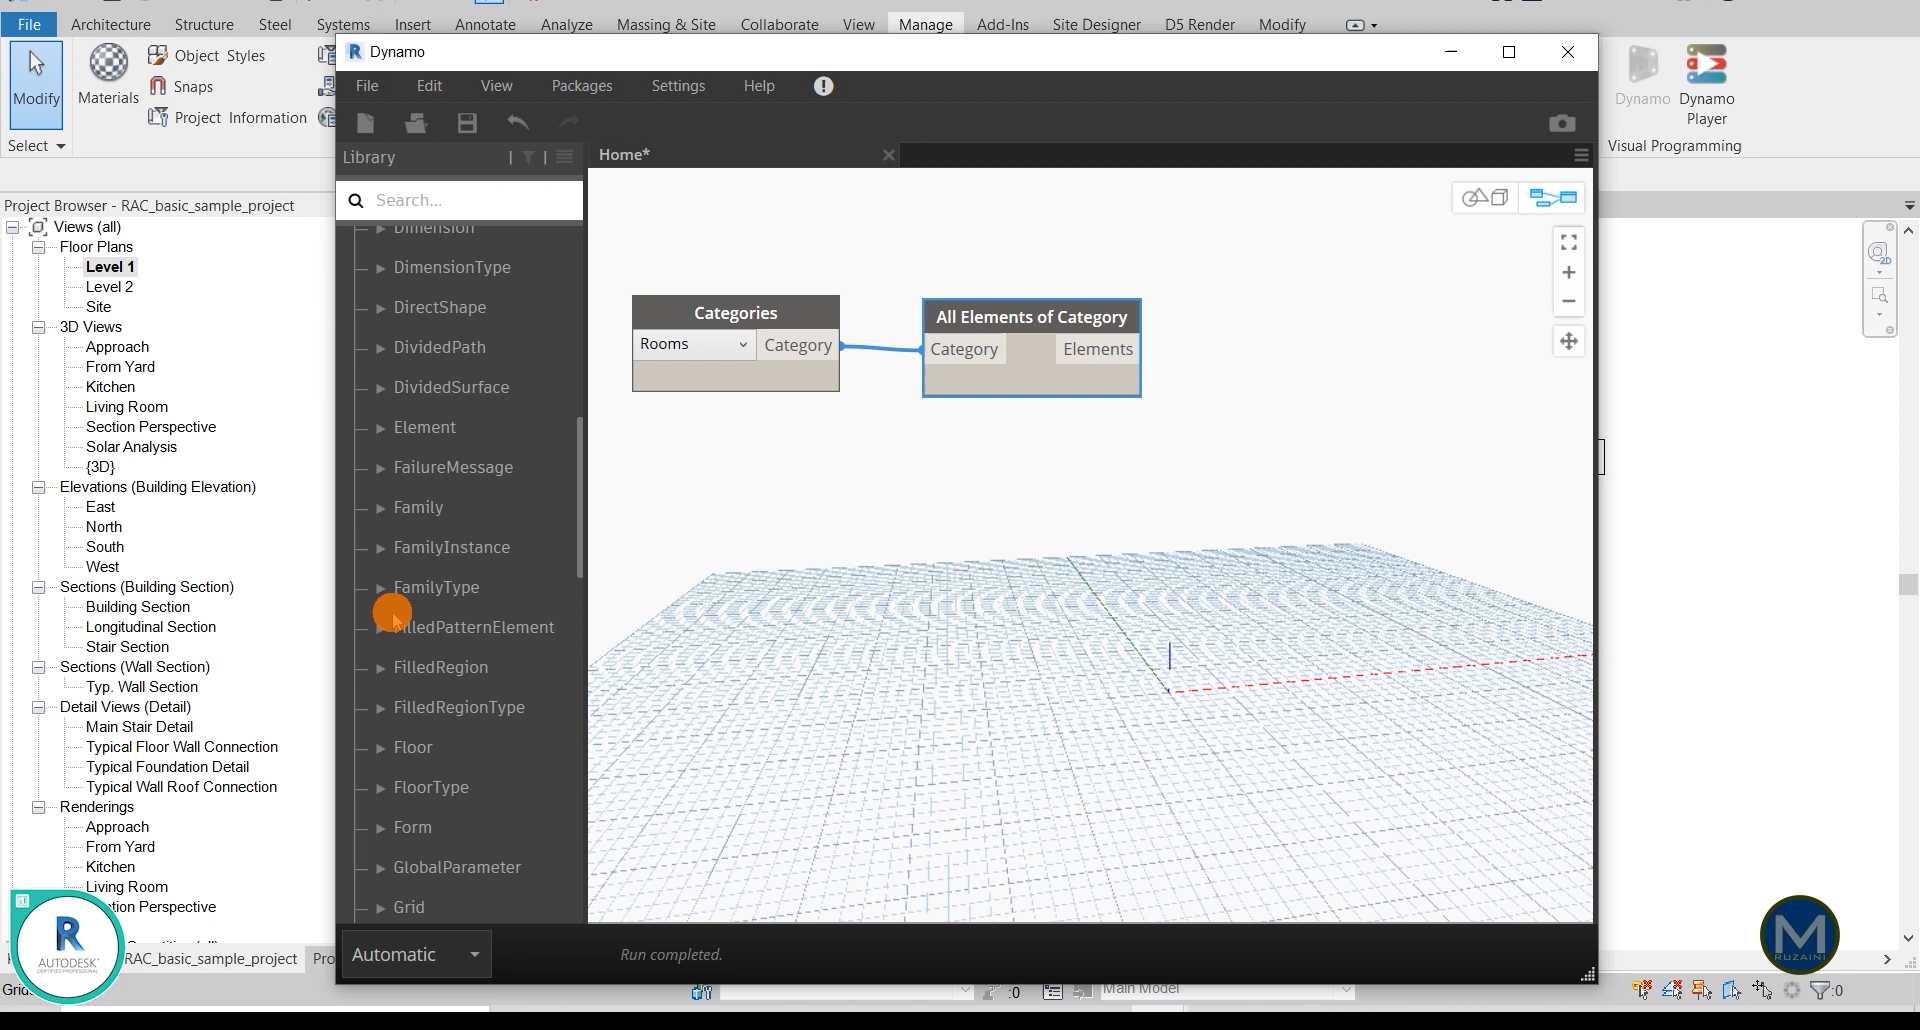 File Architecture Structure Steel Systems Insert Annotate Analyze Massing & Site Collaborate View Manage Add-Ins Site Designer D5 Render Modify
Modify
Materials
Object Styles
Snaps
Project Information
Select
Dynamo
Dynamo Player
Visual Programming
Project Browser - RAC_basic_sample_project
Views (all)
Floor Plans
Level 1
Level 2
Site
3D Views
Approach
From Yard
Kitchen
Living Room
Section Perspective
Solar Analysis
{3D}
Elevations (Building Elevation)
East
North
South
West
Sections (Building Section)
Building Section
Longitudinal Section
Stair Section
Sections (Wall Section)
Typ. Wall Section
Detail Views (Detail)
Main Stair Detail
Typical Floor Wall Connection
Typical Foundation Detail
Typical Wall Roof Connection
Renderings
Approach
From Yard
Kitchen
Living Room
tion Perspective
RAC_basic_sample_project Pro
Grids
R
AUTODESK
CERTIFIED PROFESSIONAL
R Dynamo
File Edit View Packages Settings Help !
Library
Home*
Search...
Dimension
DimensionType
DirectShape
DividedPath
DividedSurface
Element
FailureMessage
Family
FamilyInstance
FamilyType
FilledPatternElement
FilledRegion
FilledRegionType
Floor
FloorType
Form
GlobalParameter
Grid
Categories
Rooms Category
All Elements of Category
Category Elements
Automatic
Run completed.
:0
Main Model
:0
2D
M
RUZAINI